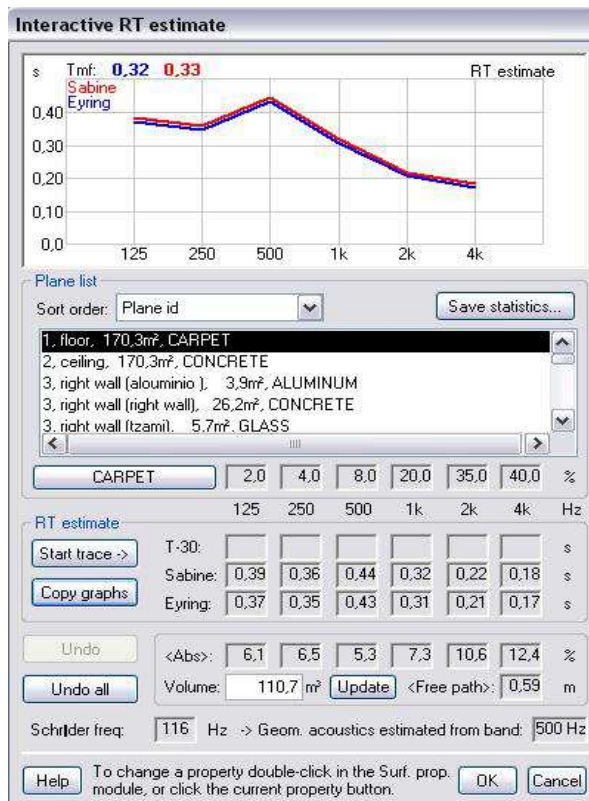 Interactive RT estimate
s Tmf: 0,32 0,33 RT estimate
Sabine
Eyring
0,40
0,30
0,20
0,10
0,0
125 250 500 1k 2k 4k
Plane list
Sort order: Plane id Save statistics...
1, floor, 170,3m², CARPET
2, ceiling, 170,3m², CONCRETE
3, right wall (alouminio ), 3,9m², ALUMINUM
3, right wall (right wall), 26,2m², CONCRETE
3, right wall (tzami), 5,7m², GLASS
CARPET 2,0 4,0 8,0 20,0 35,0 40,0 %
125 250 500 1k 2k 4k Hz
RT estimate
Start trace -> T-30: s
Sabine: 0,39 0,36 0,44 0,32 0,22 0,18 s
Copy graphs
Eyring: 0,37 0,35 0,43 0,31 0,21 0,17 s
Undo <Abs>: 6,1 6,5 5,3 7,3 10,6 12,4 %
Undo all Volume: 110,7 m³ Update <Free path>: 0,59 m
Schrlder freq: 116 Hz -> Geom. acoustics estimated from band: 500 Hz
Help To change a property double-click in the Surf. prop. module, or click the current property button. OK Cancel